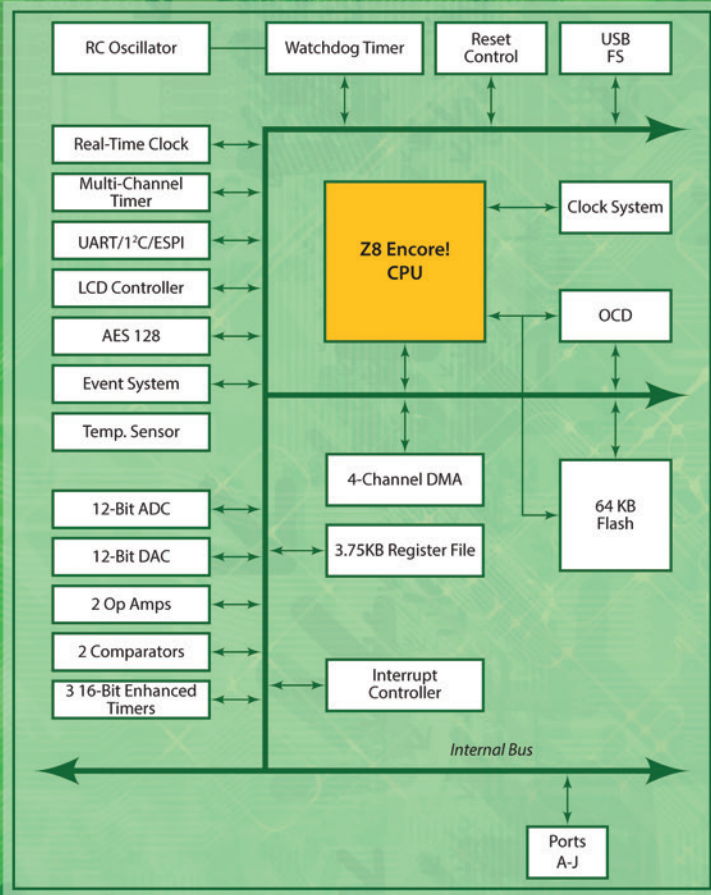 RC Oscillator
Watchdog Timer
Reset
Control
USB
FS
Real-Time Clock
Multi-Channel
Timer
UART/1²C/ESPI
LCD Controller
AES 128
Event System
Temp. Sensor
12-Bit ADC
12-Bit DAC
2 Op Amps
2 Comparators
3 16-Bit Enhanced
Timers
Z8 Encore!
CPU
Clock System
OCD
4-Channel DMA
64 KB
Flash
3.75KB Register File
Interrupt
Controller
Internal Bus
Ports
A-J